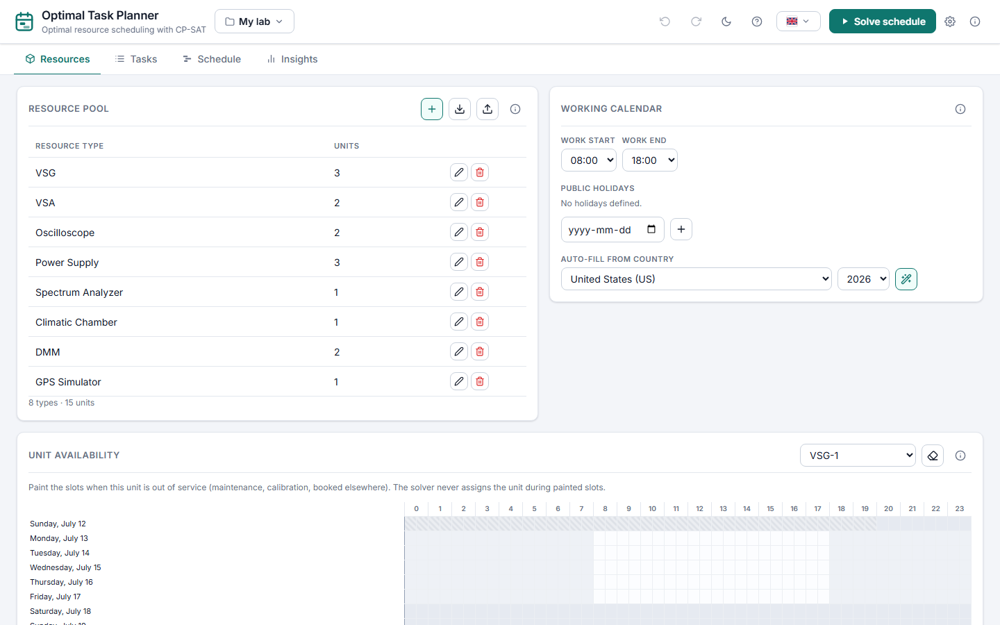 Optimal Task Planner
Optimal resource scheduling with CP-SAT
My lab
Solve schedule
Resources
Tasks
Schedule
Insights
RESOURCE POOL
RESOURCE TYPE UNITS
VSG 3
VSA 2
Oscilloscope 2
Power Supply 3
Spectrum Analyzer 1
Climatic Chamber 1
DMM 2
GPS Simulator 1
8 types · 15 units
WORKING CALENDAR
WORK START WORK END
08:00 18:00
PUBLIC HOLIDAYS
No holidays defined.
yyyy-mm-dd
AUTO-FILL FROM COUNTRY
United States (US) 2026
UNIT AVAILABILITY
VSG-1
Paint the slots when this unit is out of service (maintenance, calibration, booked elsewhere). The solver never assigns the unit during painted slots.
0 1 2 3 4 5 6 7 8 9 10 11 12 13 14 15 16 17 18 19 20 21 22 23
Sunday, July 12
Monday, July 13
Tuesday, July 14
Wednesday, July 15
Thursday, July 16
Friday, July 17
Saturday, July 18
Sunday, July 19